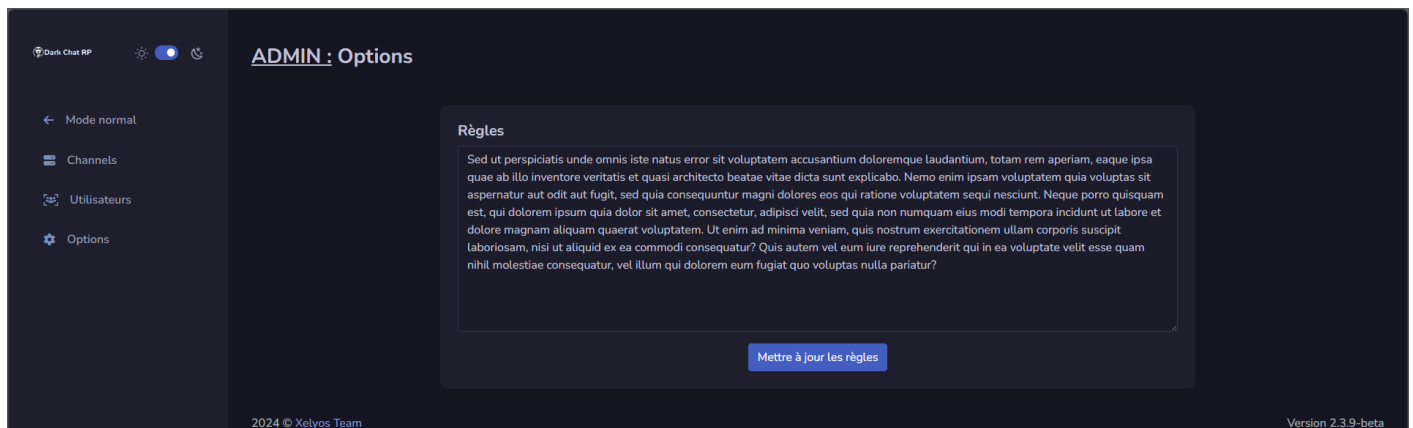 Dark Chat RP
Mode normal
Channels
Utilisateurs
Options
ADMIN : Options
Règles
Sed ut perspiciatis unde omnis iste natus error sit voluptatem accusantium doloremque laudantium, totam rem aperiam, eaque ipsa
quae ab illo inventore veritatis et quasi architecto beatae vitae dicta sunt explicabo. Nemo enim ipsam voluptatem quia voluptas sit
aspernatur aut odit aut fugit, sed quia consequuntur magni dolores eos qui ratione voluptatem sequi nesciunt. Neque porro quisquam
est, qui dolorem ipsum quia dolor sit amet, consectetur, adipisci velit, sed quia non numquam eius modi tempora incidunt ut labore et
dolore magnam aliquam quaerat voluptatem. Ut enim ad minima veniam, quis nostrum exercitationem ullam corporis suscipit
laboriosam, nisi ut aliquid ex ea commodi consequatur? Quis autem vel eum iure reprehenderit qui in ea voluptate velit esse quam
nihil molestiae consequatur, vel illum qui dolorem eum fugiat quo voluptas nulla pariatur?
Mettre à jour les règles
2024 © Xelyos Team
Version 2.3.9-beta